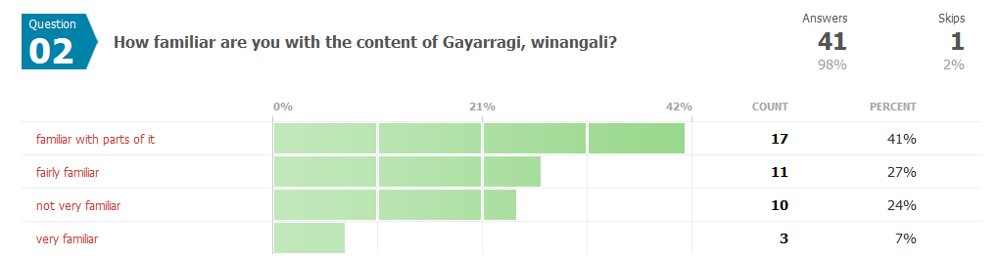 Question
02
How familiar are you with the content of Gayarragi, winangali?
Answers
41
98%
Skips
1
2%
0% 21% 42% COUNT PERCENT
familiar with parts of it 17 41%
fairly familiar 11 27%
not very familiar 10 24%
very familiar 3 7%